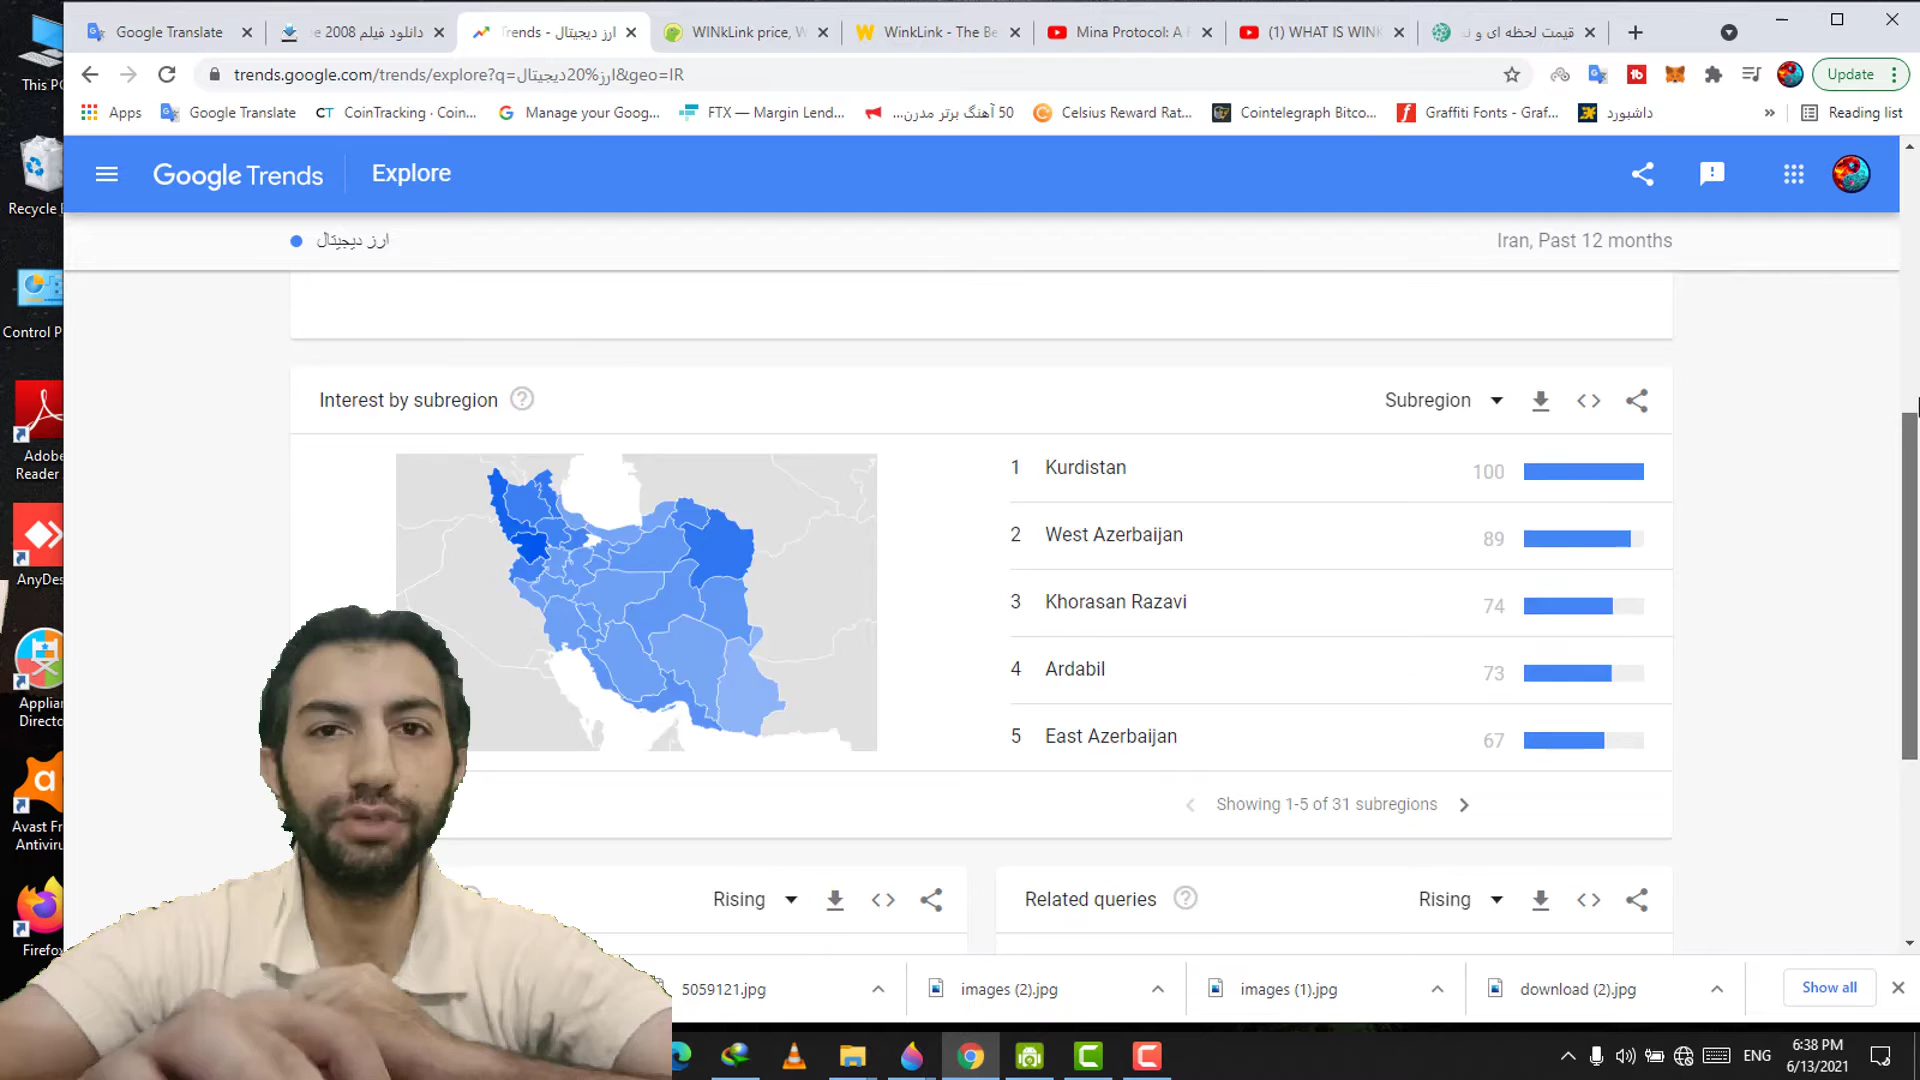 This PC
Google Translate
دانلود فیلم 2008 se
Trends - ارز دیجیتال
WINkLink price, W
WinkLink - The Be
Mina Protocol: A F
(1) WHAT IS WINK
قیمت لحظه ای و
trends.google.com/trends/explore?q=ارز%20دیجیتال&geo=IR
Update
Apps
Google Translate
CT CoinTracking · Coin...
Manage your Goog...
FTX — Margin Lend...
50 آهنگ برتر مدرن...
Celsius Reward Rat...
Cointelegraph Bitco...
Graffiti Fonts - Graf...
داشبورد
»
Reading list
Google Trends
Explore
Recycle
ارز دیجیتال
Iran, Past 12 months
Control P
Interest by subregion
Subregion
1 Kurdistan 100
2 West Azerbaijan 89
3 Khorasan Razavi 74
4 Ardabil 73
5 East Azerbaijan 67
Showing 1-5 of 31 subregions
Adobe
Reader
AnyDes
Applian
Directo
Avast Fr
Antiviru
Firefox
Rising
Related queries
Rising
5059121.jpg
images (2).jpg
images (1).jpg
download (2).jpg
Show all
ENG
6:38 PM
6/13/2021